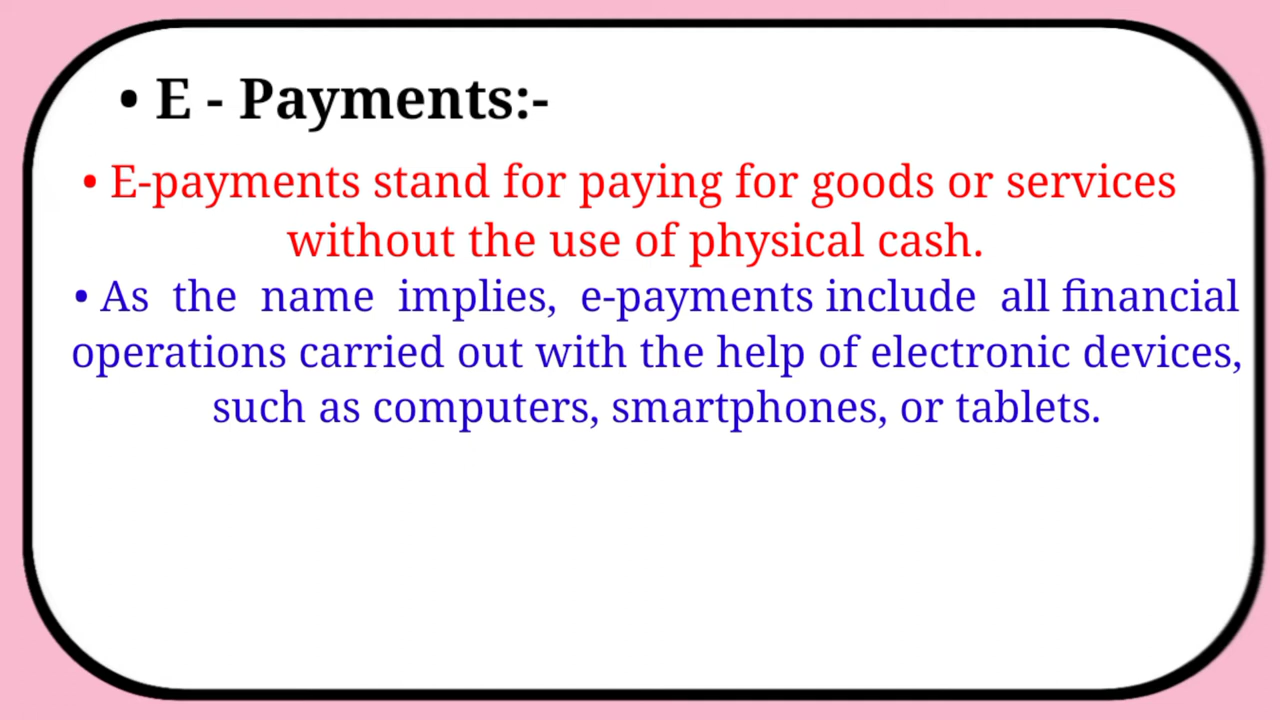 • E - Payments:-
• E-payments stand for paying for goods or services
without the use of physical cash.
• As the name implies, e-payments include all financial
operations carried out with the help of electronic devices,
such as computers, smartphones, or tablets.